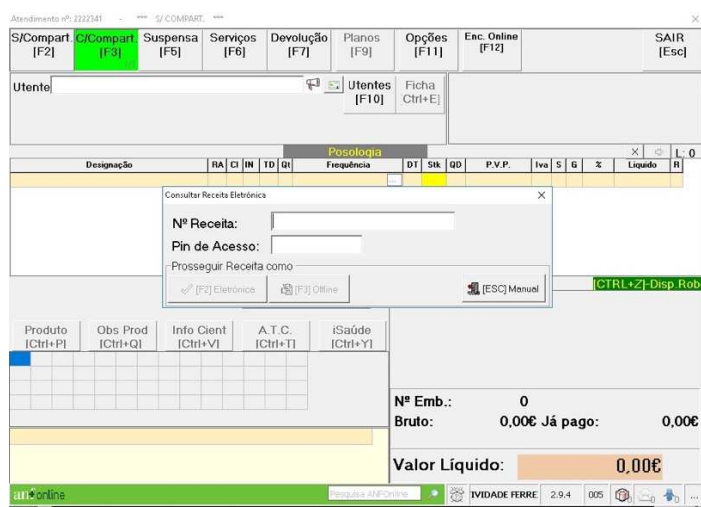 Atendimento nº: 2222341 - *** S/ COMPART. ***
S/Compart. [F2] C/Compart. [F3] Suspensa [F5] Serviços [F6] Devolução [F7] Planos [F9] Opções [F11] Enc. Online [F12] SAIR [Esc]
Utente Utentes [F10] Ficha Ctrl+E]
Posologia L: 0
Designação RA CI IN TD Qt Frequência DT Stk QD P.V.P. Iva S G % Líquido R
Consultar Receita Eletrónica
Nº Receita:
Pin de Acesso:
Prosseguir Receita como
[F2] Eletrónica [F3] Offline [ESC] Manual
[CTRL+Z]-Disp.Rob
Produto [Ctrl+P] Obs Prod [Ctrl+Q] Info Cient [Ctrl+V] A.T.C. [Ctrl+T] iSaúde [Ctrl+Y]
Nº Emb.: 0
Bruto: 0,00€ Já pago: 0,00€
Valor Líquido: 0,00€
anfonline Pesquisa ANFOnline IVIDADE FERRE 2.9.4 005